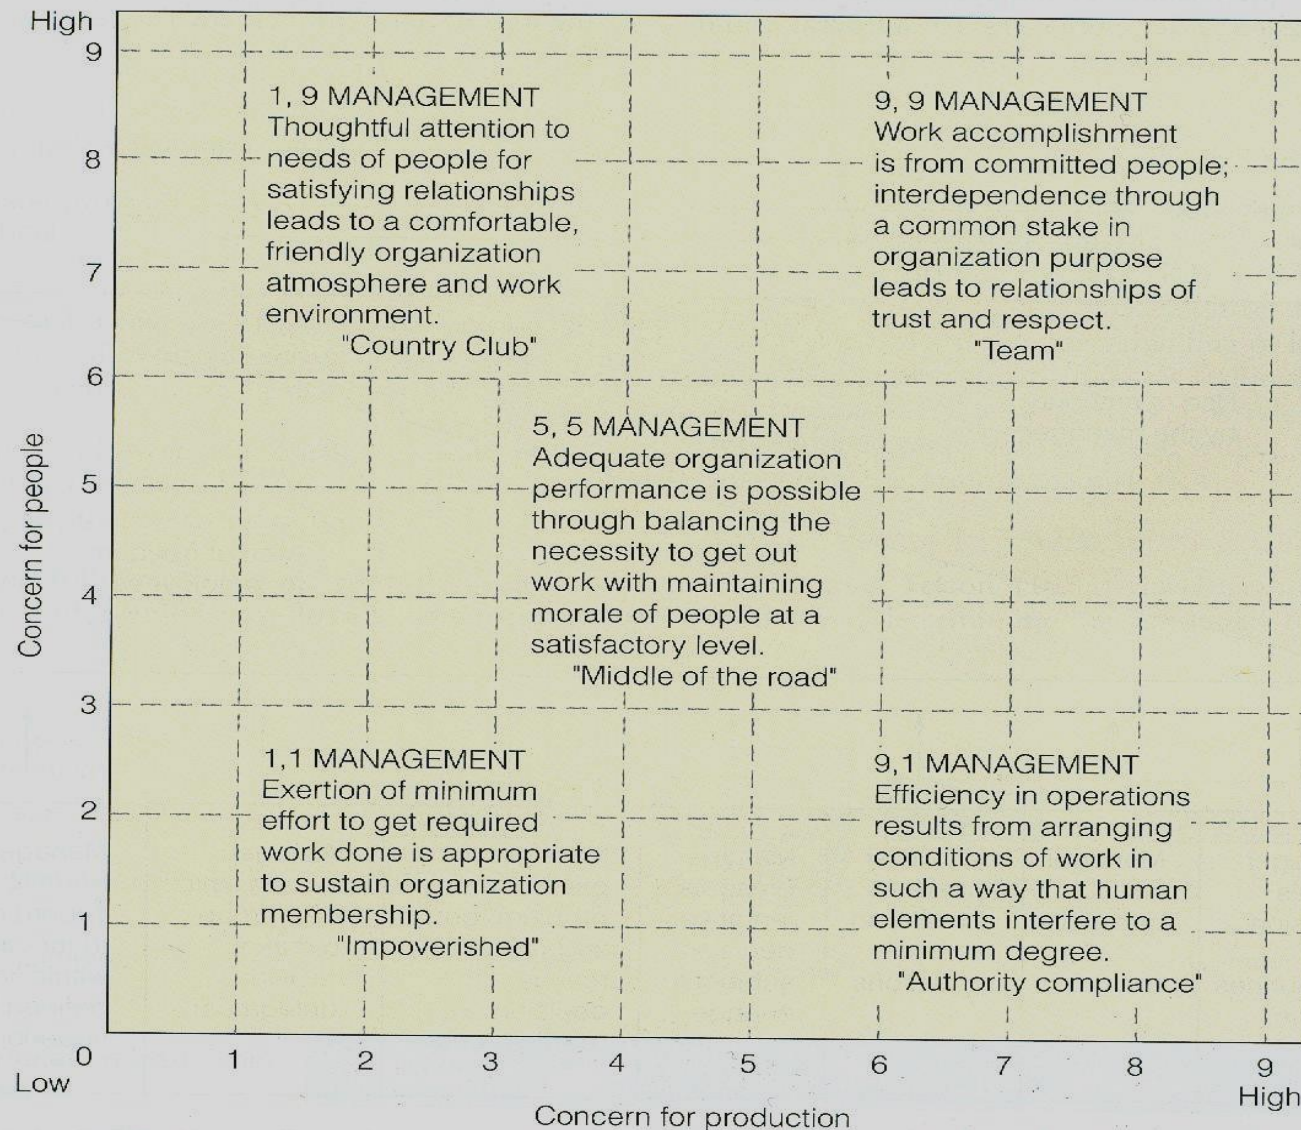 High
9
8
7
6
5
4
3
2
1
0
Low
Concern for people
1, 9 MANAGEMENT
Thoughtful attention to
needs of people for
satisfying relationships
leads to a comfortable,
friendly organization
atmosphere and work
environment.
"Country Club"
9, 9 MANAGEMENT
Work accomplishment
is from committed people;
interdependence through
a common stake in
organization purpose
leads to relationships of
trust and respect.
"Team"
5, 5 MANAGEMENT
Adequate organization
performance is possible
through balancing the
necessity to get out
work with maintaining
morale of people at a
satisfactory level.
"Middle of the road"
1,1 MANAGEMENT
Exertion of minimum
effort to get required
work done is appropriate
to sustain organization
membership.
"Impoverished"
9,1 MANAGEMENT
Efficiency in operations
results from arranging
conditions of work in
such a way that human
elements interfere to a
minimum degree.
"Authority compliance"
1 2 3 4 5 6 7 8 9
High
Concern for production